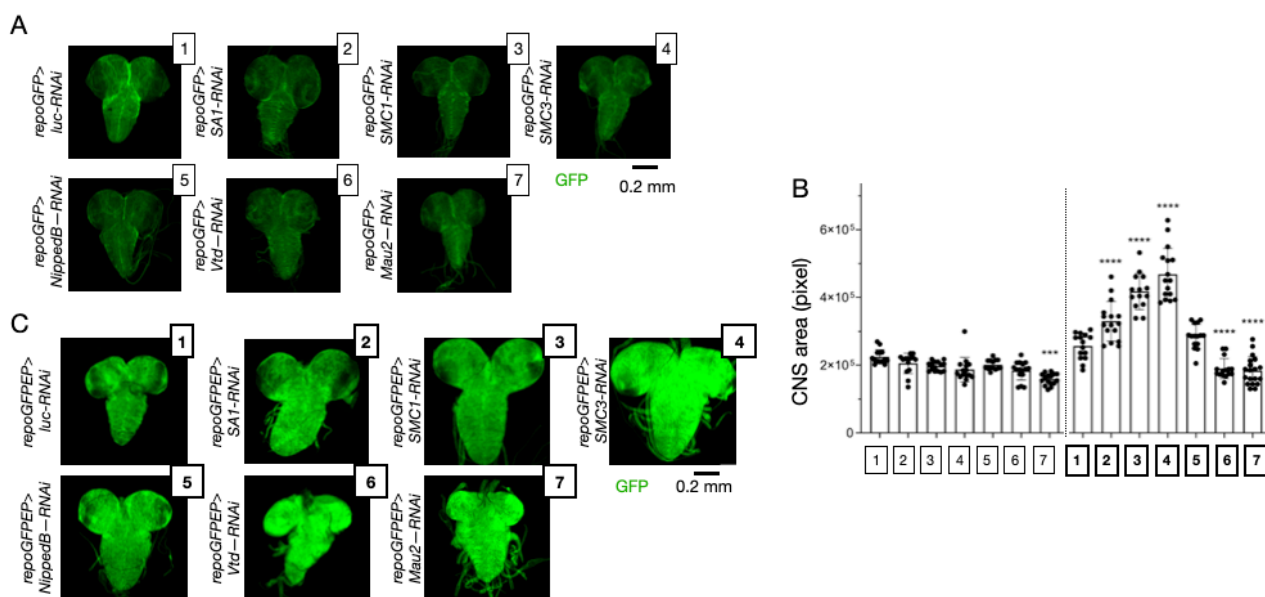 A
repoGFP>
luc-RNAi
1
repoGFP>
SA1-RNAi
2
repoGFP>
SMC1-RNAi
3
repoGFP>
SMC3-RNAi
4
repoGFP>
NippedB—RNAi
5
repoGFP>
Vtd—RNAi
6
repoGFP>
Mau2—RNAi
7
GFP
0.2 mm
B
CNS area (pixel)
6×10⁵
4×10⁵
2×10⁵
0
***
****
****
****
****
****
1 2 3 4 5 6 7 1 2 3 4 5 6 7
C
repoGFPEP>
luc-RNAi
1
repoGFPEP>
SA1-RNAi
2
repoGFPEP>
SMC1-RNAi
3
repoGFPEP>
SMC3-RNAi
4
repoGFPEP>
NippedB—RNAi
5
repoGFPEP>
Vtd—RNAi
6
repoGFPEP>
Mau2—RNAi
7
GFP
0.2 mm